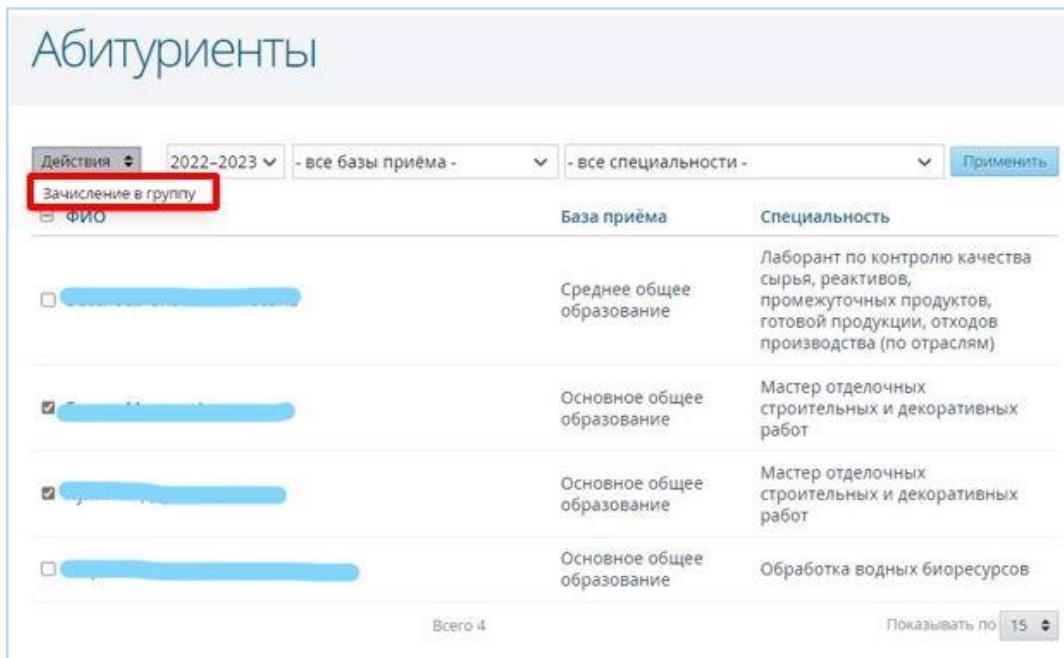 Абитуриенты
Действия 2022–2023 - все базы приёма - - все специальности - Применить
Зачисление в группу
ФИО База приёма Специальность
Среднее общее
образование
Лаборант по контролю качества
сырья, реактивов,
промежуточных продуктов,
готовой продукции, отходов
производства (по отраслям)
Основное общее
образование
Мастер отделочных
строительных и декоративных
работ
Основное общее
образование
Мастер отделочных
строительных и декоративных
работ
Основное общее
образование
Обработка водных биоресурсов
Всего 4 Показывать по 15